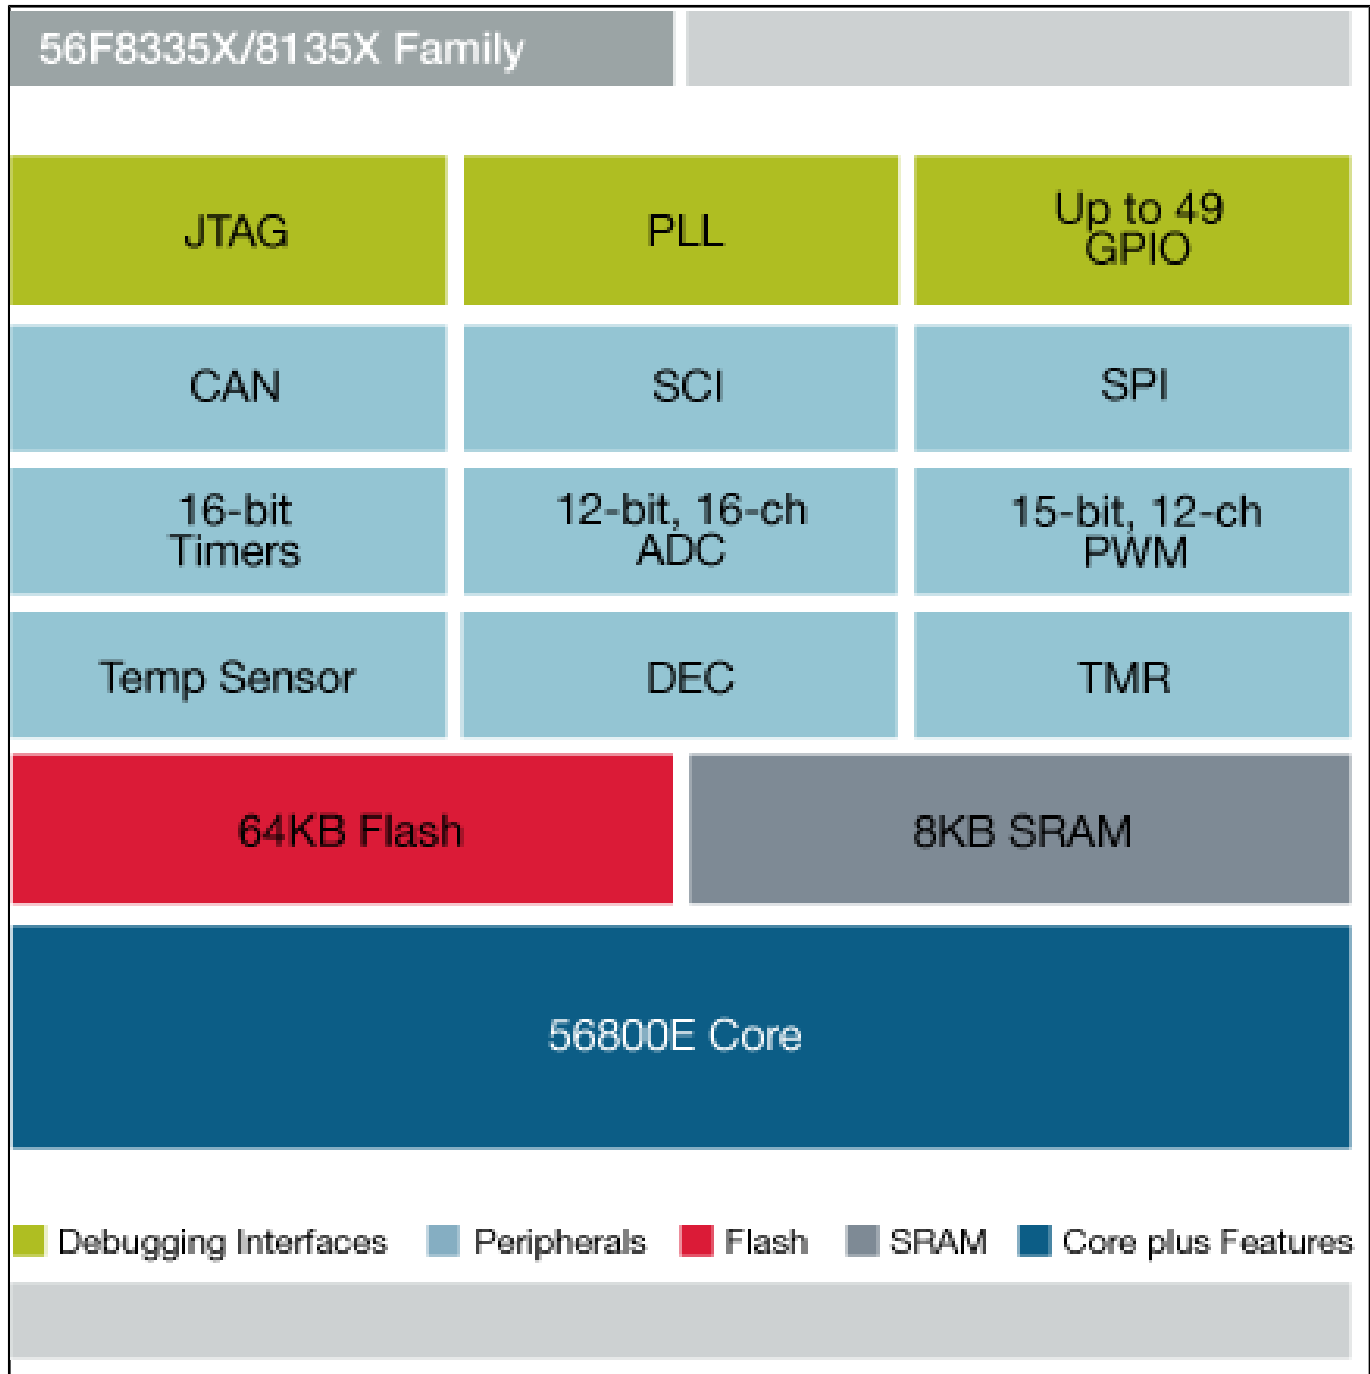 56F8335X/8135X Family
JTAG
PLL
Up to 49
GPIO
CAN
SCI
SPI
16-bit
Timers
12-bit, 16-ch
ADC
15-bit, 12-ch
PWM
Temp Sensor
DEC
TMR
64KB Flash
8KB SRAM
56800E Core
Debugging Interfaces
Peripherals
Flash
SRAM
Core plus Features